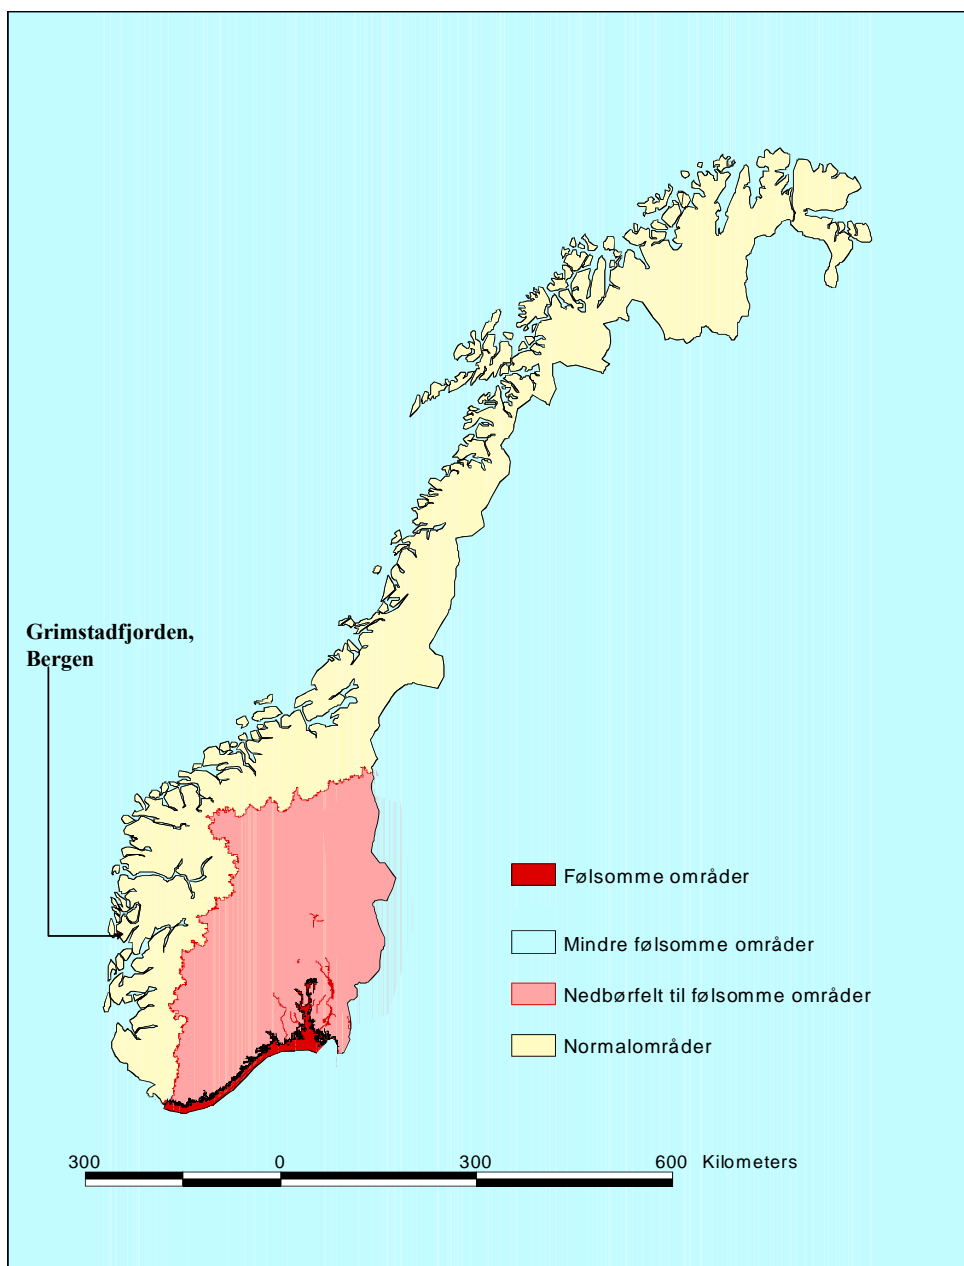 Grimstadfjorden,
Bergen
Følsomme områder
Mindre følsomme områder
Nedbørfelt til følsomme områder
Normalområder
300 0 300 600 Kilometers